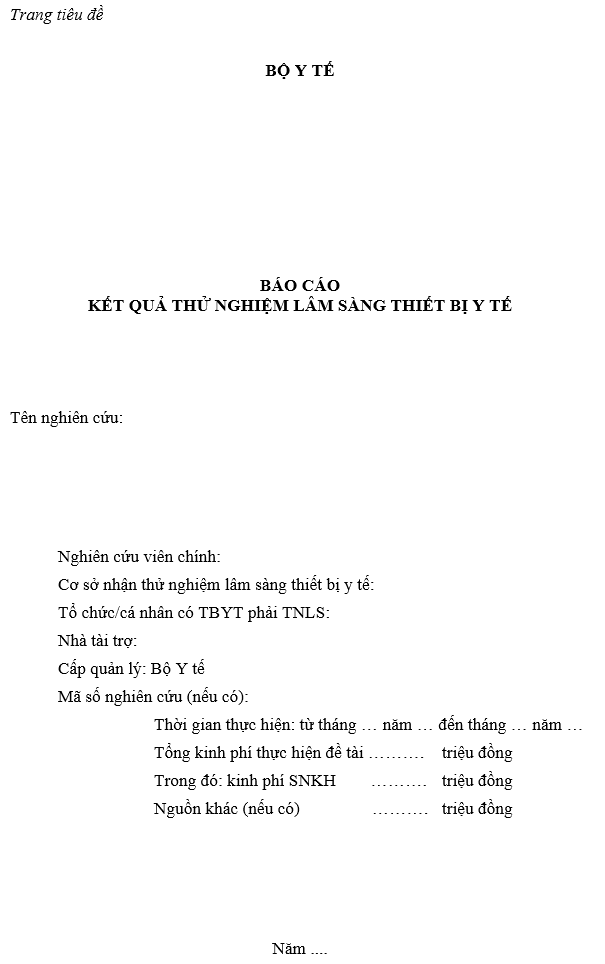 Trang tiêu đề
BỘ Y TẾ
BÁO CÁO
KẾT QUẢ THỬ NGHIỆM LÂM SÀNG THIẾT BỊ Y TẾ
Tên nghiên cứu:
Nghiên cứu viên chính:
Cơ sở nhận thử nghiệm lâm sàng thiết bị y tế:
Tổ chức/cá nhân có TBYT phải TNLS:
Nhà tài trợ:
Cấp quản lý: Bộ Y tế
Mã số nghiên cứu (nếu có):
Thời gian thực hiện: từ tháng … năm … đến tháng … năm …
Tổng kinh phí thực hiện đề tài ………. triệu đồng
Trong đó: kinh phí SNKH ………. triệu đồng
Nguồn khác (nếu có) ………. triệu đồng
Năm ....